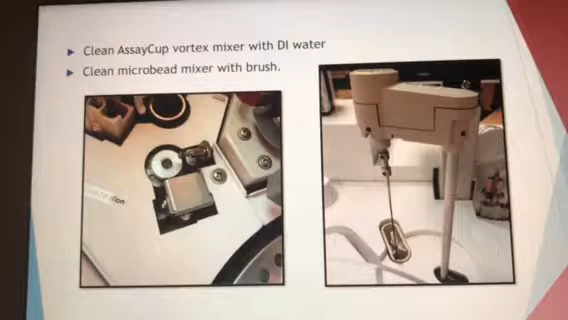 Clean AssayCup vortex mixer with DI water
Clean microbead mixer with brush.